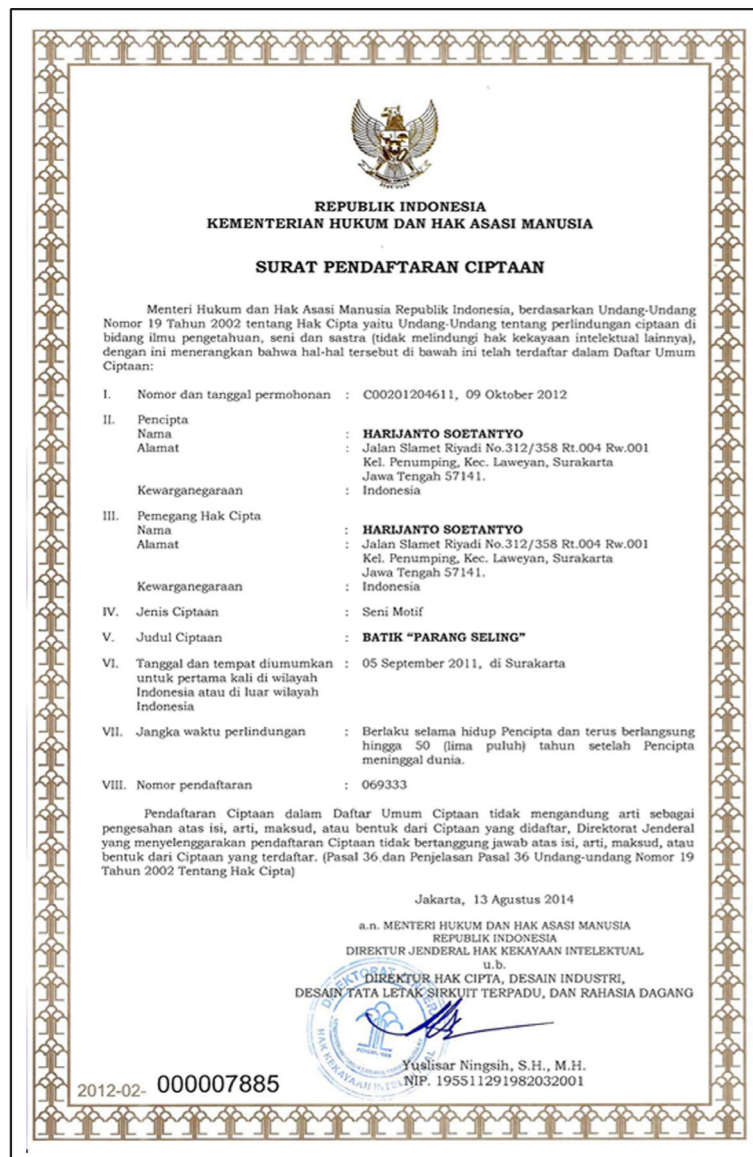 REPUBLIK INDONESIA
KEMENTERIAN HUKUM DAN HAK ASASI MANUSIA
SURAT PENDAFTARAN CIPTAAN
Menteri Hukum dan Hak Asasi Manusia Republik Indonesia, berdasarkan Undang-Undang
Nomor 19 Tahun 2002 tentang Hak Cipta yaitu Undang-Undang tentang perlindungan ciptaan di
bidang ilmu pengetahuan, seni dan sastra (tidak melindungi hak kekayaan intelektual lainnya),
dengan ini menerangkan bahwa hal-hal tersebut di bawah ini telah terdaftar dalam Daftar Umum
Ciptaan:
I. Nomor dan tanggal permohonan : C00201204611, 09 Oktober 2012
II. Pencipta
Nama : HARIJANTO SOETANTYO
Alamat : Jalan Slamet Riyadi No.312/358 Rt.004 Rw.001
Kel. Penumping, Kec. Laweyan, Surakarta
Jawa Tengah 57141.
Kewarganegaraan : Indonesia
III. Pemegang Hak Cipta
Nama : HARIJANTO SOETANTYO
Alamat : Jalan Slamet Riyadi No.312/358 Rt.004 Rw.001
Kel. Penumping, Kec. Laweyan, Surakarta
Jawa Tengah 57141.
Kewarganegaraan : Indonesia
IV. Jenis Ciptaan : Seni Motif
V. Judul Ciptaan : BATIK “PARANG SELING”
VI. Tanggal dan tempat diumumkan : 05 September 2011, di Surakarta
untuk pertama kali di wilayah
Indonesia atau di luar wilayah
Indonesia
VII. Jangka waktu perlindungan : Berlaku selama hidup Pencipta dan terus berlangsung
hingga 50 (lima puluh) tahun setelah Pencipta
meninggal dunia.
VIII. Nomor pendaftaran : 069333
Pendaftaran Ciptaan dalam Daftar Umum Ciptaan tidak mengandung arti sebagai
pengesahan atas isi, arti, maksud, atau bentuk dari Ciptaan yang didaftar, Direktorat Jenderal
yang menyelenggarakan pendaftaran Ciptaan tidak bertanggung jawab atas isi, arti, maksud, atau
bentuk dari Ciptaan yang terdaftar. (Pasal 36 dan Penjelasan Pasal 36 Undang-undang Nomor 19
Tahun 2002 Tentang Hak Cipta)
Jakarta, 13 Agustus 2014
a.n. MENTERI HUKUM DAN HAK ASASI MANUSIA
REPUBLIK INDONESIA
DIREKTUR JENDERAL HAK KEKAYAAN INTELEKTUAL
u.b.
DIREKTUR HAK CIPTA, DESAIN INDUSTRI,
DESAIN TATA LETAK SIRKUIT TERPADU, DAN RAHASIA DAGANG
Yuslisar Ningsih, S.H., M.H.
NIP. 195511291982032001
2012-02- 000007885